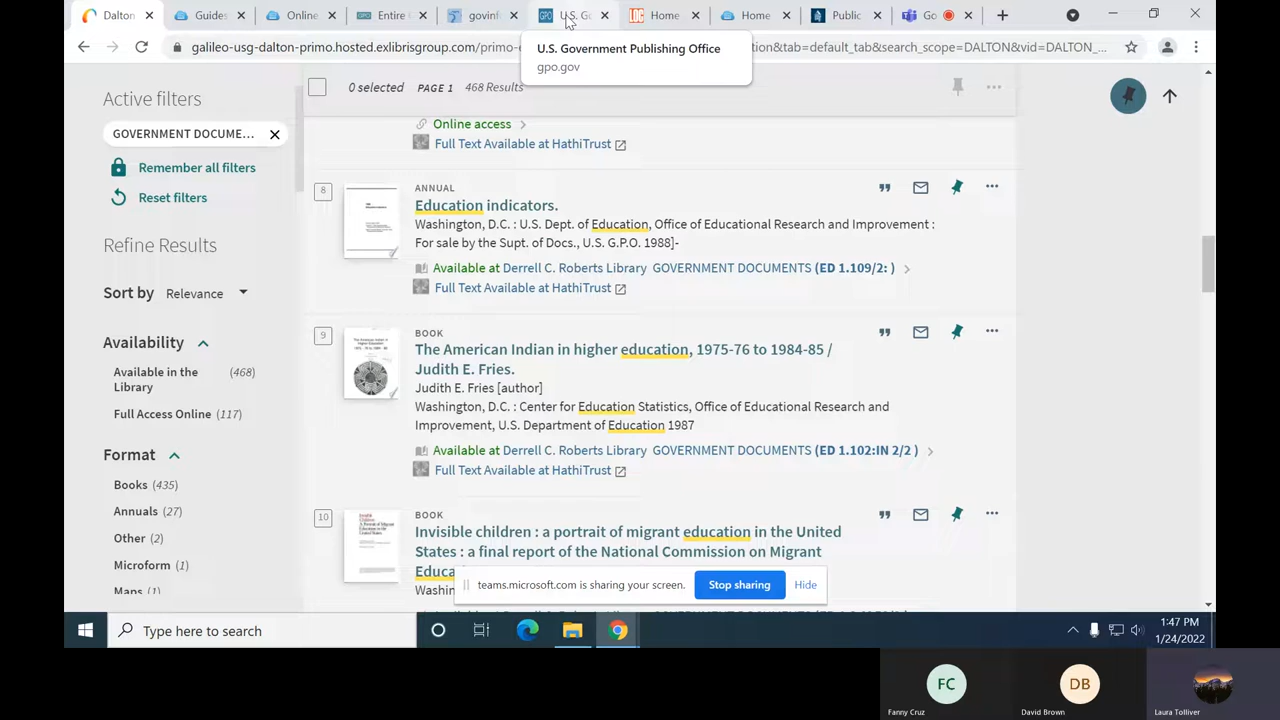 Dalton
Guides
Online
Entire
govinf
U.S. Go
Home
Home
Public
Go
galileo-usg-dalton-primo.hosted.exlibrisgroup.com/primo-e
tion&tab=default_tab&search_scope=DALTON&vid=DALTON_...
U.S. Government Publishing Office
gpo.gov
Active filters
GOVERNMENT DOCUME...
Remember all filters
Reset filters
Refine Results
Sort by Relevance
Availability
Available in the (468)
Library
Full Access Online (117)
Format
Books (435)
Annuals (27)
Other (2)
Microform (1)
Maps (1)
0 selected PAGE 1 468 Results
Online access
Full Text Available at HathiTrust
8
ANNUAL
Education indicators.
Washington, D.C. : U.S. Dept. of Education, Office of Educational Research and Improvement :
For sale by the Supt. of Docs., U.S. G.P.O. 1988]-
Available at Derrell C. Roberts Library GOVERNMENT DOCUMENTS (ED 1.109/2: )
Full Text Available at HathiTrust
9
BOOK
The American Indian in higher education, 1975-76 to 1984-85 /
Judith E. Fries.
Judith E. Fries [author]
Washington, D.C. : Center for Education Statistics, Office of Educational Research and
Improvement, U.S. Department of Education 1987
Available at Derrell C. Roberts Library GOVERNMENT DOCUMENTS (ED 1.102:IN 2/2 )
Full Text Available at HathiTrust
10
BOOK
Invisible children : a portrait of migrant education in the United
States : a final report of the National Commission on Migrant
Educa
Washin
teams.microsoft.com is sharing your screen. Stop sharing Hide
Type here to search
1:47 PM
1/24/2022
FC
DB
Fanny Cruz
David Brown
Laura Tolliver